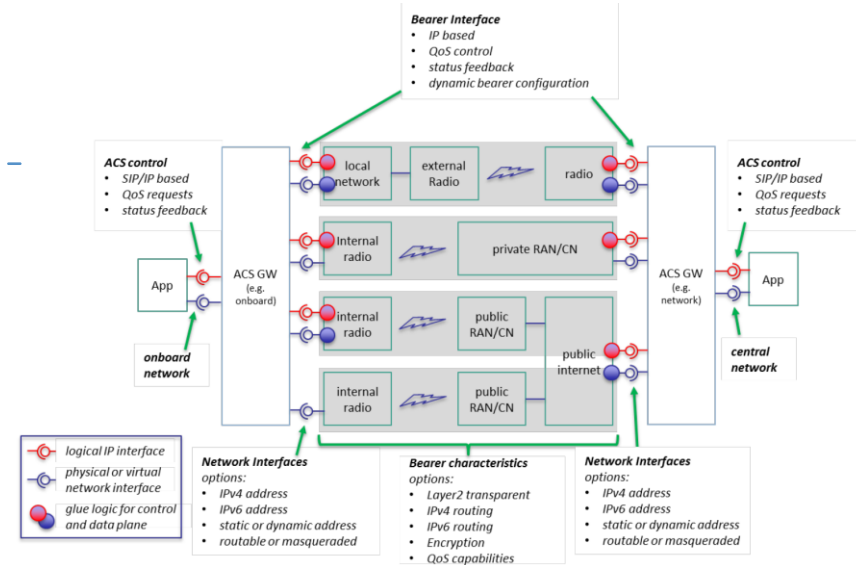 Bearer Interface
• IP based
• QoS control
• status feedback
• dynamic bearer configuration
ACS control
• SIP/IP based
• QoS requests
• status feedback
ACS control
• SIP/IP based
• QoS requests
• status feedback
local
network
external
Radio
radio
Internal
radio
private RAN/CN
App
ACS GW
(e.g.
onboard)
ACS GW
(e.g.
network)
App
internal
radio
public
RAN/CN
public
internet
onboard
network
central
network
internal
radio
public
RAN/CN
logical IP interface
physical or virtual
network interface
glue logic for control
and data plane
Network Interfaces
options:
• IPv4 address
• IPv6 address
• static or dynamic address
• routable or masqueraded
Bearer characteristics
options:
• Layer2 transparent
• IPv4 routing
• IPv6 routing
• Encryption
• QoS capabilities
Network Interfaces
options:
• IPv4 address
• IPv6 address
• static or dynamic address
• routable or masqueraded